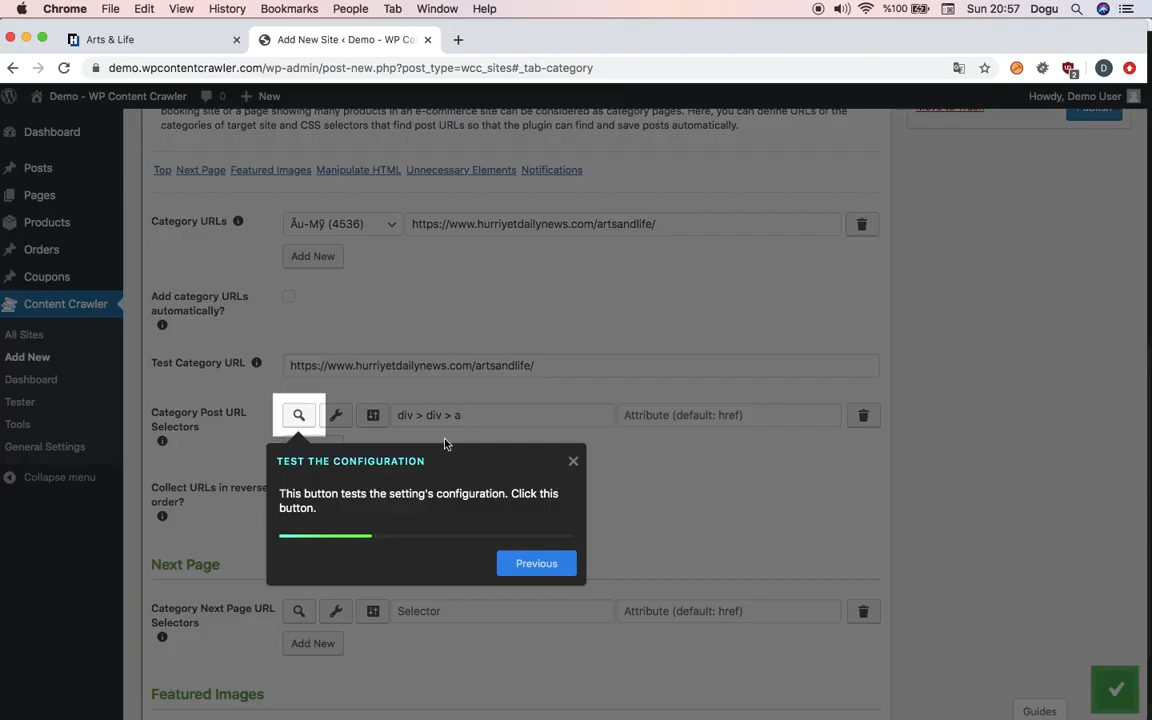 Chrome File Edit View History Bookmarks People Tab Window Help %100 Sun 20:57 Dogu
Arts & Life
Add New Site ‹ Demo - WP Co
demo.wpcontentcrawler.com/wp-admin/post-new.php?post_type=wcc_sites#_tab-category
2
D
Demo - WP Content Crawler 0 New Howdy, Demo User
Dashboard
Posts
Pages
Products
Orders
Coupons
Content Crawler
All Sites
Add New
Dashboard
Tester
Tools
General Settings
Collapse menu
booking site or a page showing many products in an e-commerce site can be considered as category pages. Here, you can define URLs of the
categories of target site and CSS selectors that find post URLs so that the plugin can find and save posts automatically.
Top Next Page Featured Images Manipulate HTML Unnecessary Elements Notifications
Category URLs
Âu-Mỹ (4536)
https://www.hurriyetdailynews.com/artsandlife/
Add New
Add category URLs
automatically?
Test Category URL
https://www.hurriyetdailynews.com/artsandlife/
Category Post URL
Selectors
div > div > a
Attribute (default: href)
TEST THE CONFIGURATION
This button tests the setting's configuration. Click this
button.
Previous
Collect URLs in reverse
order?
Next Page
Category Next Page URL
Selectors
Selector
Attribute (default: href)
Add New
Featured Images
Guides